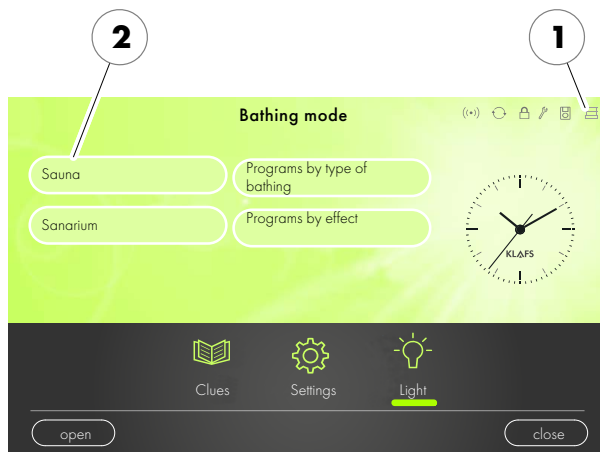 2
1
Bathing mode
Sauna
Programs by type of
bathing
Sanarium
Programs by effect
KLAFS
Clues
Settings
Light
open
close